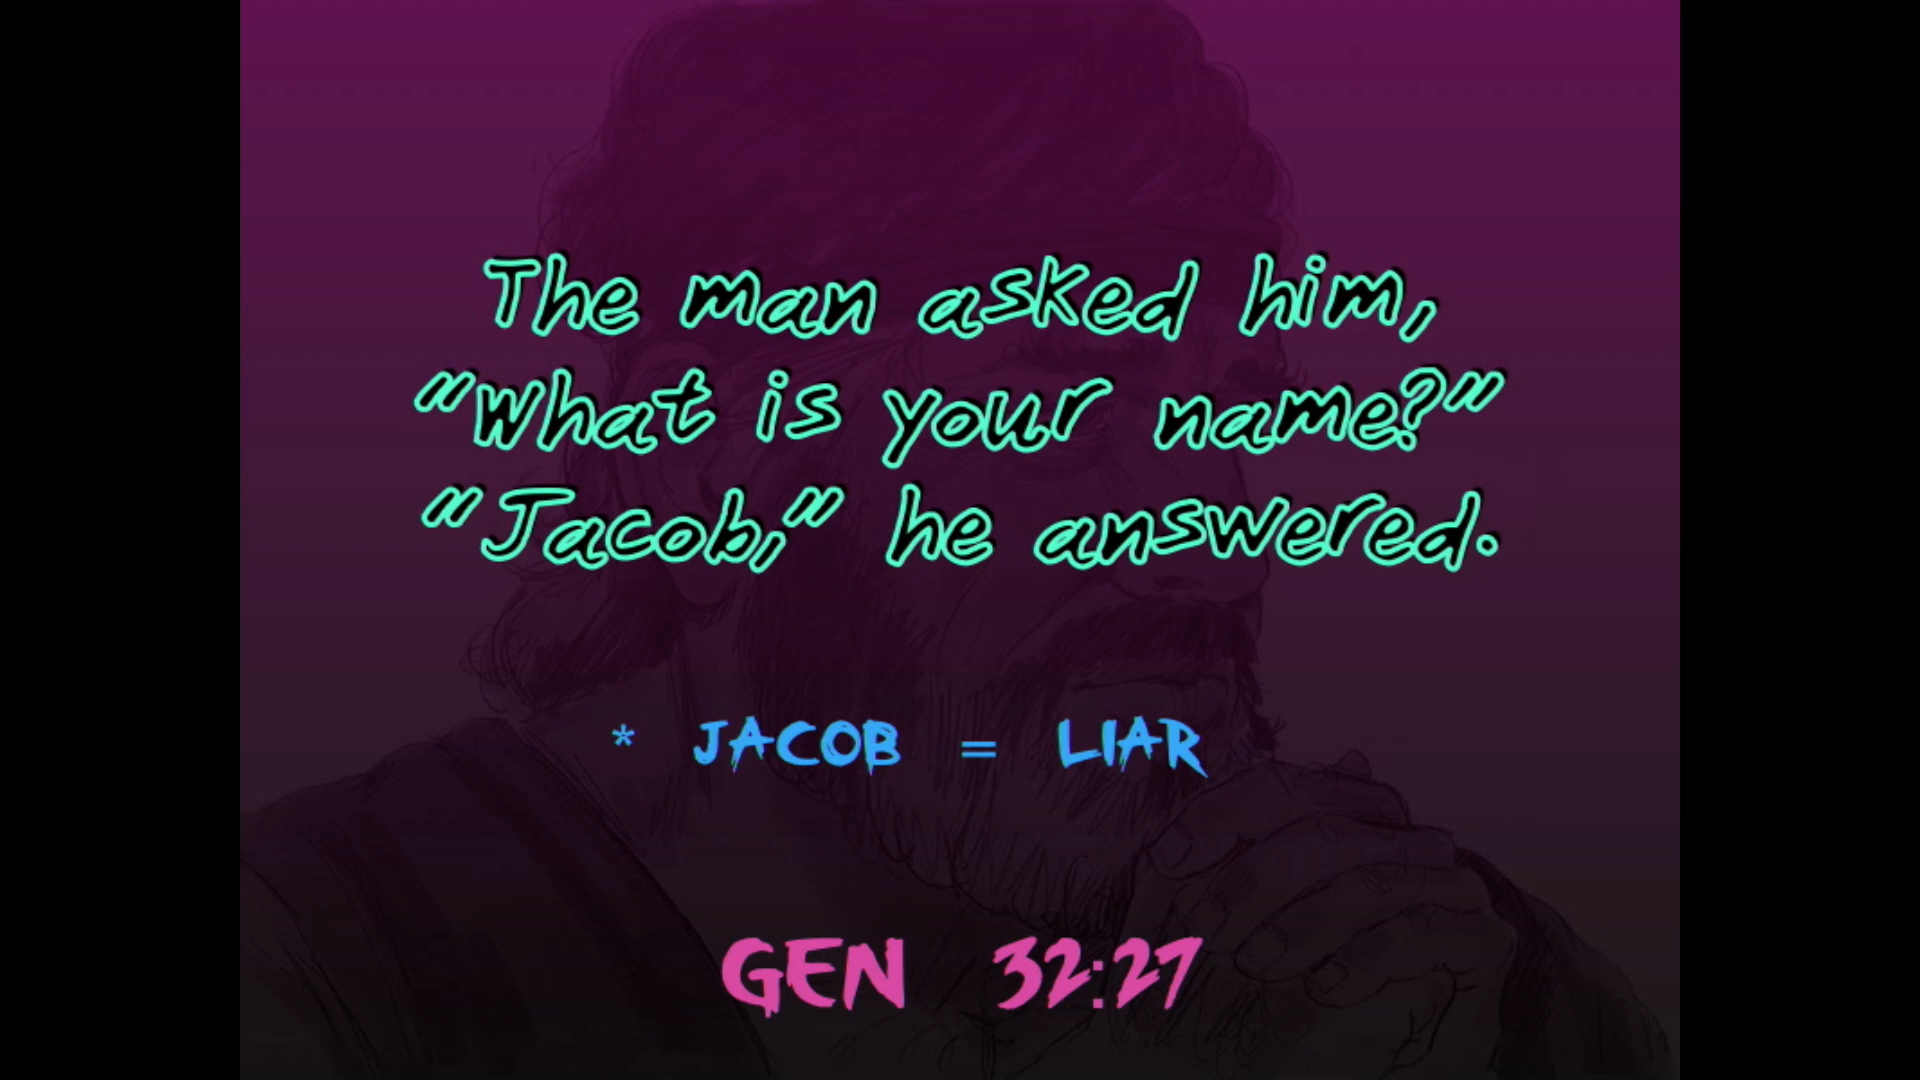 The man asked him,
"What is your name?"
"Jacob," he answered.
* JACOB = LIAR
GEN 32:27